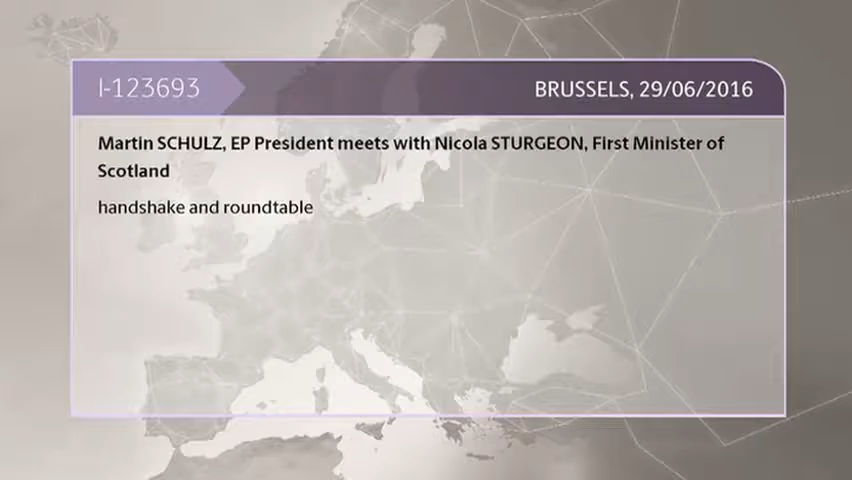 I-123693
BRUSSELS, 29/06/2016
Martin SCHULZ, EP President meets with Nicola STURGEON, First Minister of
Scotland
handshake and roundtable